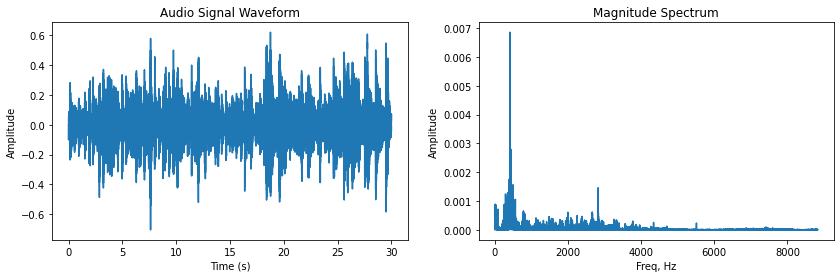 Audio Signal Waveform
Amplitude
0.6
0.4
0.2
0.0
−0.2
−0.4
−0.6
0 5 10 15 20 25 30
Time (s)
Magnitude Spectrum
Amplitude
0.007
0.006
0.005
0.004
0.003
0.002
0.001
0.000
0 2000 4000 6000 8000
Freq, Hz